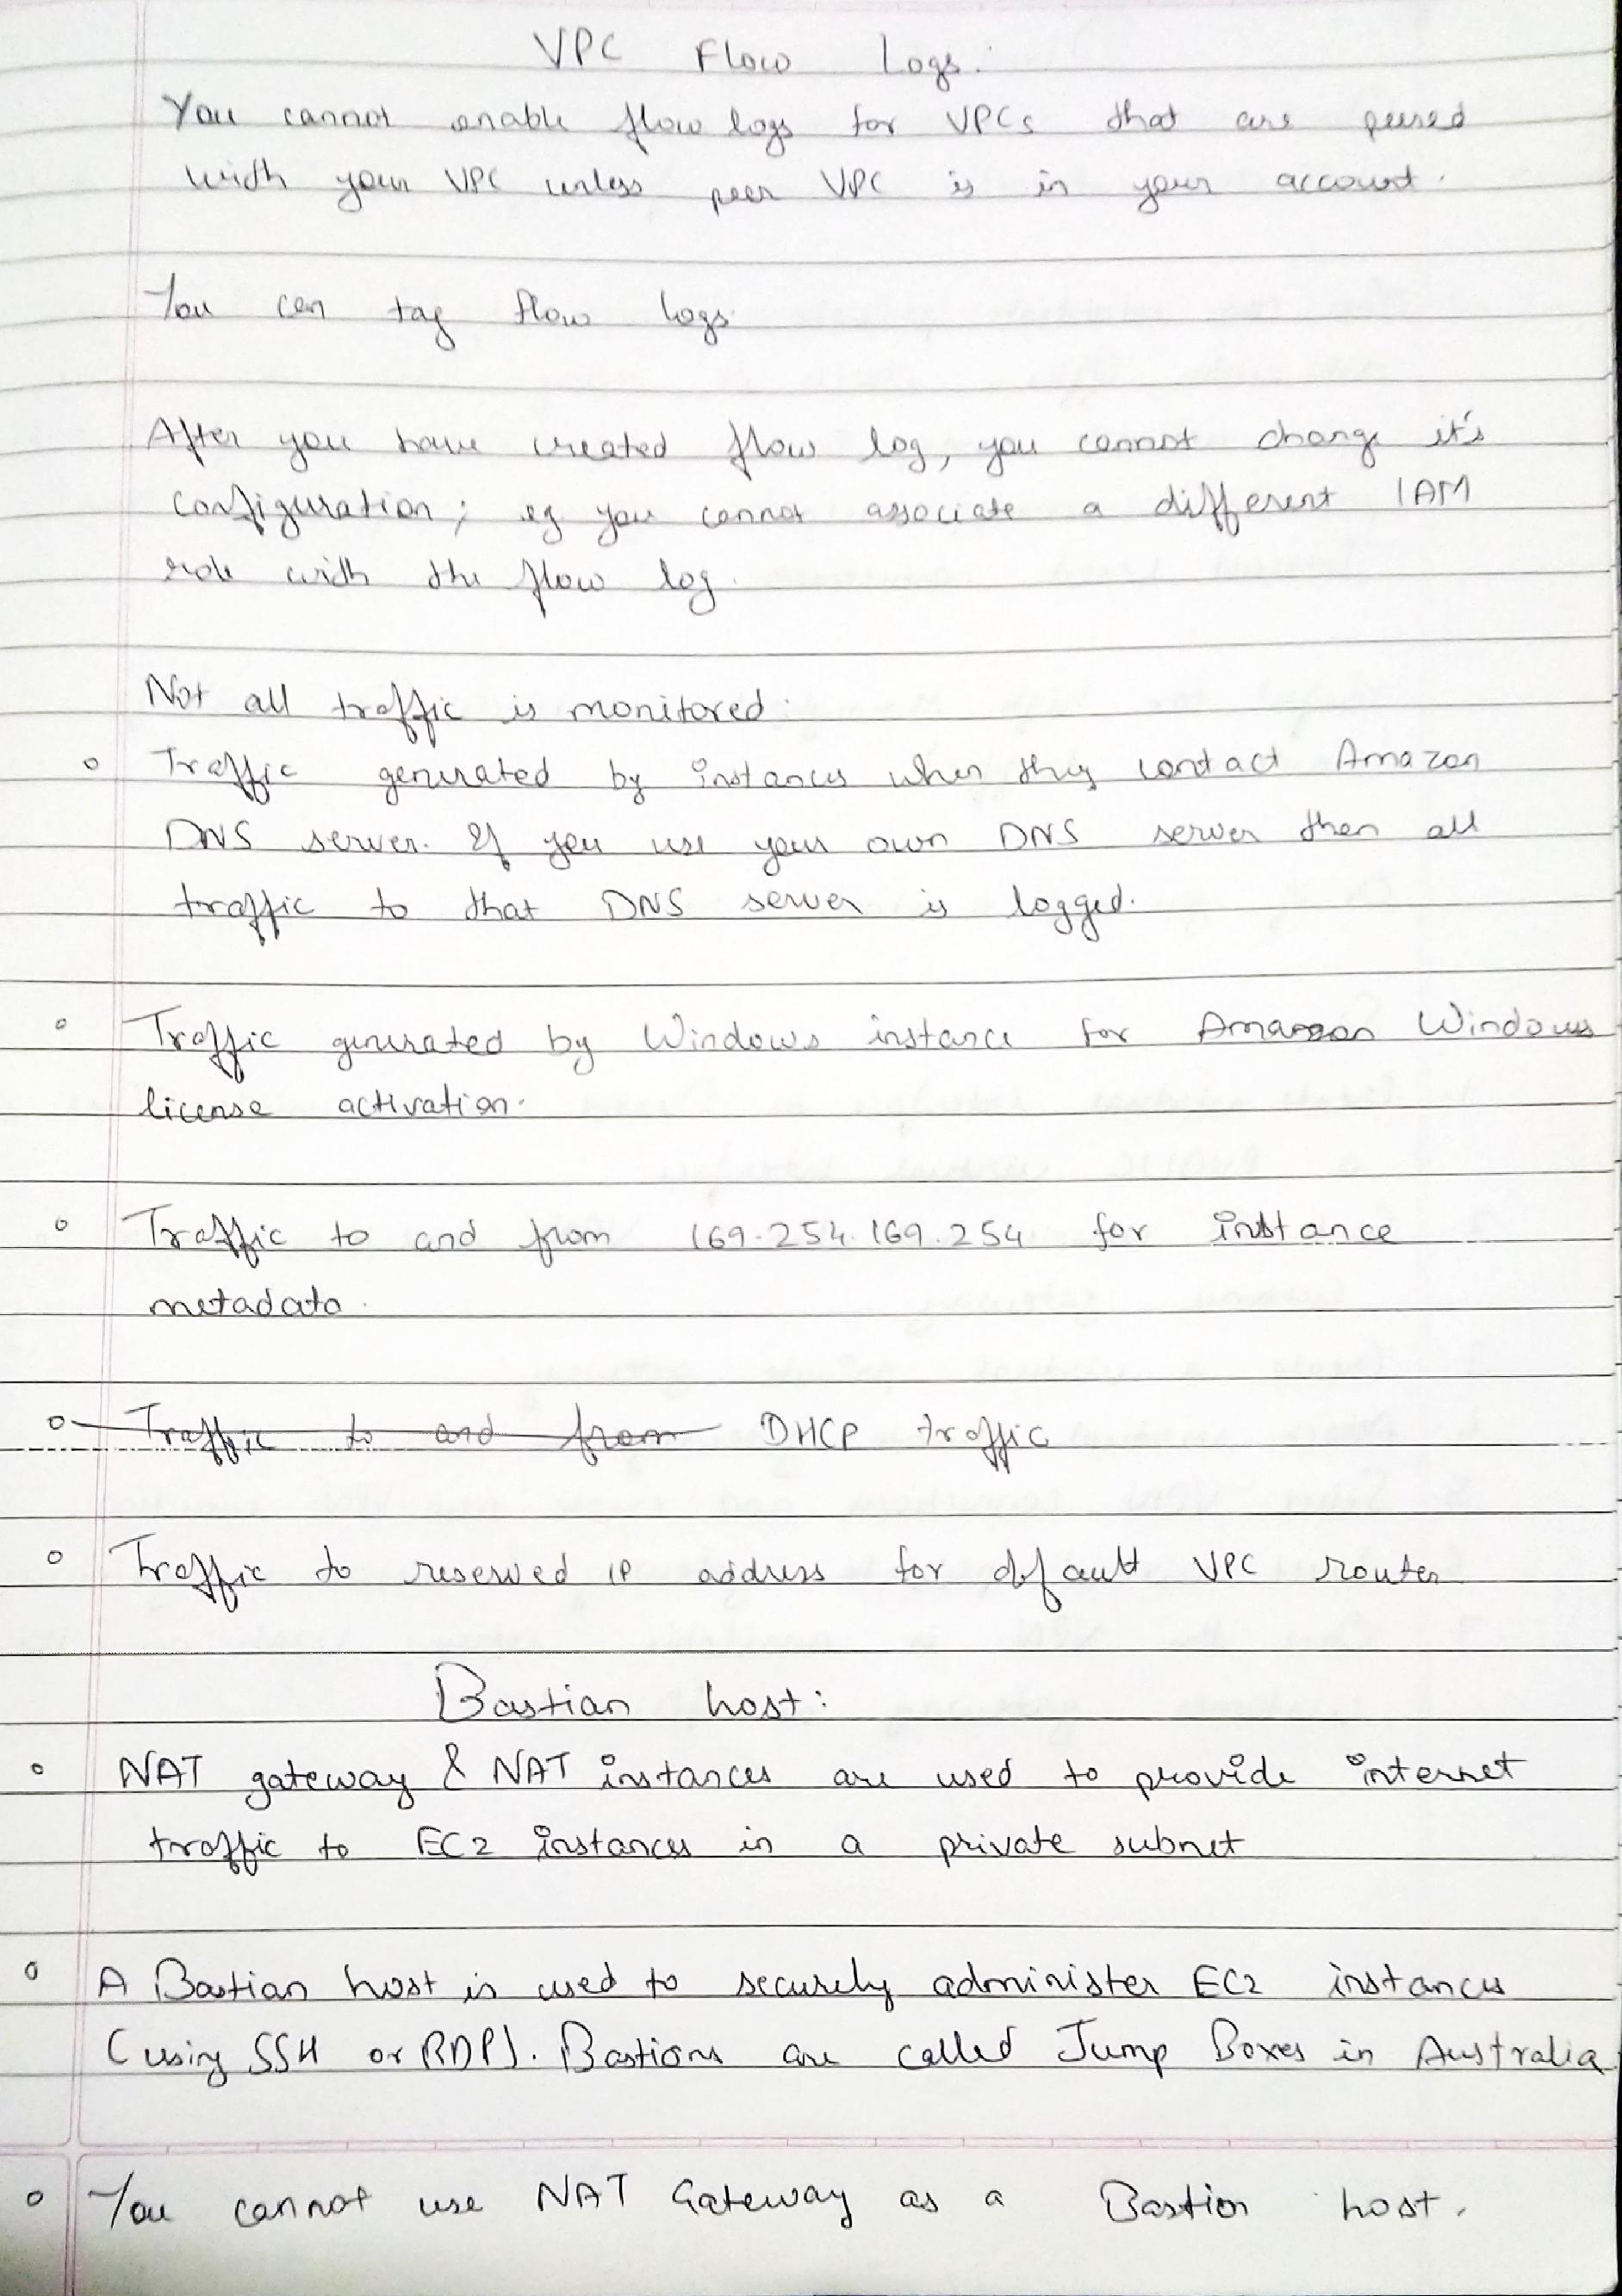 VPC Flow Logs.
You cannot enable flow logs for VPCs that are peered
with your VPC unless peer VPC is in your account.
You can tag flow logs.
After you have created flow log, you cannot change it's
configuration; eg you cannot associate a different IAM
role with the flow log.
Not all traffic is monitored:
° Traffic generated by instances when they contact Amazon
DNS server. If you use your own DNS server then all
traffic to that DNS server is logged.
° Traffic generated by Windows instance for Amazon Windows
license activation.
° Traffic to and from 169.254.169.254 for instance
metadata.
° Traffic to and from DHCP traffic
° Traffic to reserved IP address for default VPC router
Bastian host:
° NAT gateway & NAT instances are used to provide internet
traffic to EC2 instances in a private subnet
° A Bastian host is used to securely administer EC2 instances
(using SSH or RDP). Bastions are called Jump Boxes in Australia
° You cannot use NAT Gateway as a Bastion host.